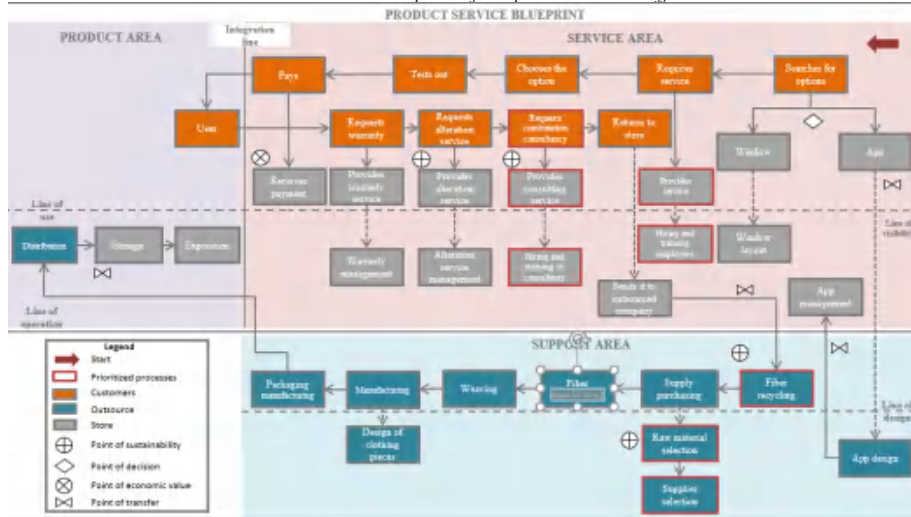 PRODUCT SERVICE BLUEPRINT
PRODUCT AREA
Integration
line
SERVICE AREA
Pays
Tests out
Chooses the
option
Requires
service
Searches for
options
Uses
Requests
warranty
Requests
alteration
service
Requests
combination
consultancy
Returns to
store
Window
App
Receives
payment
Provides
warranty
service
Provides
alteration
service
Provides
consulting
service
Provides
service
Line of
use
Line of
visibility
Distribution
Storage
Exposition
Warranty
management
Alteration
service
management
Hiring and
training of
consultants
Hiring and
training
employees
Window
layout
Sends it to
outsourced
company
App
management
Line of
operation
SUPPORT AREA
Legend
Start
Prioritized processes
Customers
Outsource
Store
Point of sustainability
Point of decision
Point of economic value
Point of transfer
Packaging
manufacturing
Manufacturing
Weaving
Fiber
Supply
purchasing
Fiber
recycling
Line of
design
Design of
clothing
pieces
Raw material
selection
App design
Supplies
selection